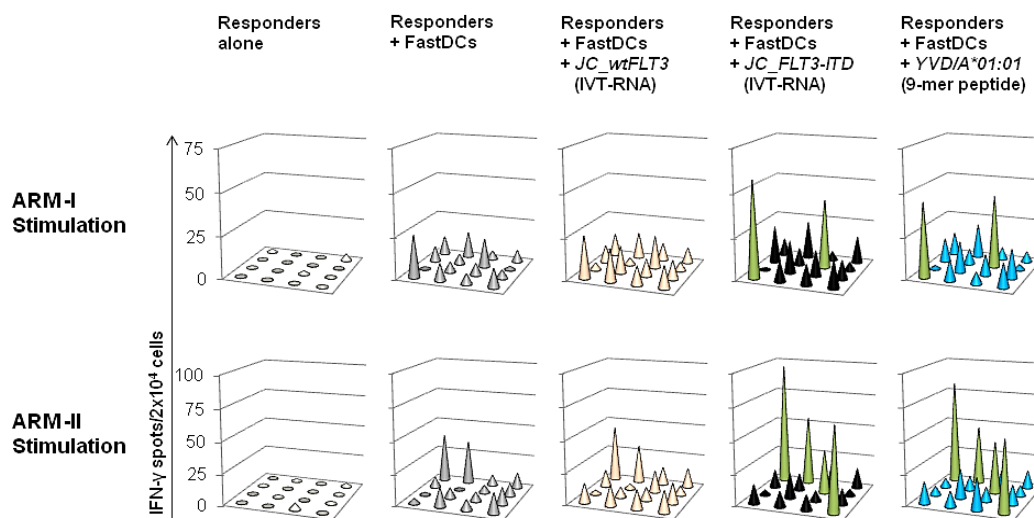 Responders
alone
Responders
+ FastDCs
Responders
+ FastDCs
+ JC_wtFLT3
(IVT-RNA)
Responders
+ FastDCs
+ JC_FLT3-ITD
(IVT-RNA)
Responders
+ FastDCs
+ YVD/A*01:01
(9-mer peptide)
ARM-I
Stimulation
75
50
25
0
ARM-II
Stimulation
100
75
50
25
0
IFN-γ spots/2x10⁴ cells